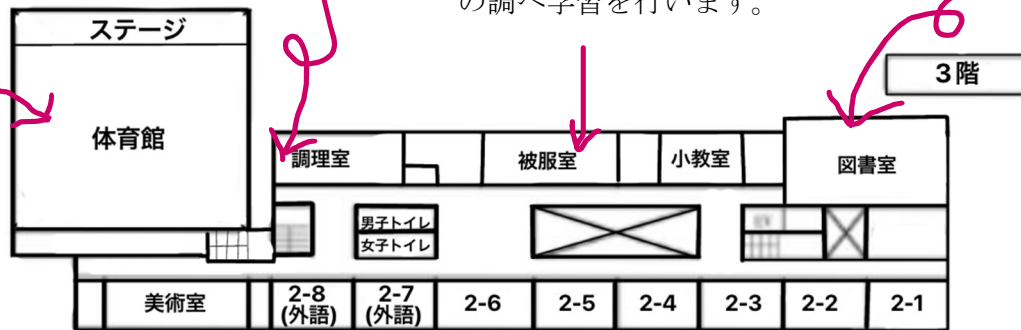 の調べ学習を行います。
ステージ
3階
体育館
調理室
被服室
小教室
図書室
男子トイレ
女子トイレ
EV
美術室
2-8
(外語)
2-7
(外語)
2-6
2-5
2-4
2-3
2-2
2-1